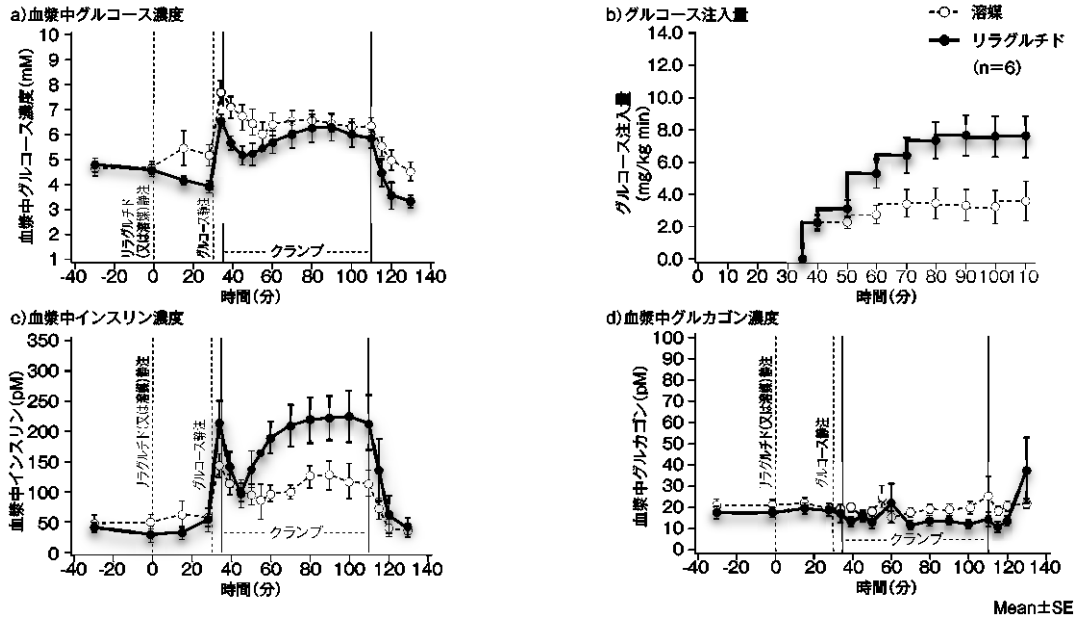 a)血漿中グルコース濃度
血漿中グルコース濃度(mM)
10
9
8
7
6
5
4
3
2
1
リラグルチド
(又は溶媒)静注
グルコース静注
クランプ
-40 -20 0 20 40 60 80 100 120 140
時間(分)
b)グルコース注入量
溶媒
リラグルチド
(n=6)
グルコース注入量
(mg/kg min)
14.0
12.0
10.0
8.0
6.0
4.0
2.0
0.0
0 10 20 30 40 50 60 70 80 90 100 110
時間(分)
c)血漿中インスリン濃度
血漿中インスリン(pM)
350
300
250
200
150
100
50
0
リラグルチド(又は溶媒)静注
グルコース静注
クランプ
-40 -20 0 20 40 60 80 100 120 140
時間(分)
d)血漿中グルカゴン濃度
血漿中グルカゴン(pM)
100
90
80
70
60
50
40
30
20
10
0
リラグルチド(又は溶媒)静注
グルコース静注
クランプ
-40 -20 0 20 40 60 80 100 120 140
時間(分)
Mean±SE